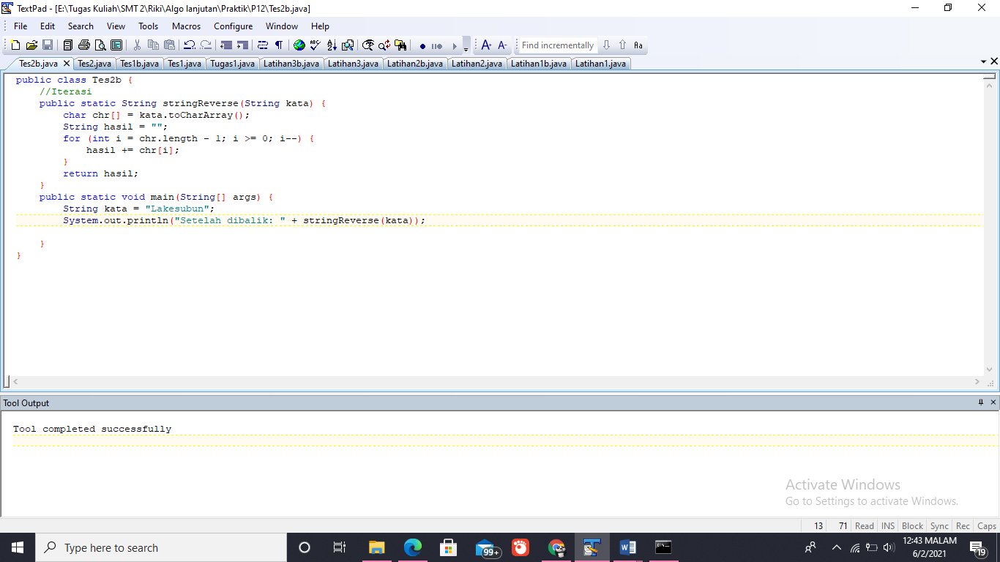 TextPad - [E:\Tugas Kuliah\SMT 2\Riki\Algo lanjutan\Praktik\P12\Tes2b.java]
File Edit Search View Tools Macros Configure Window Help
Find incrementally
Tes2b.java Tes2.java Tes1b.java Tes1.java Tugas1.java Latihan3b.java Latihan3.java Latihan2b.java Latihan2.java Latihan1b.java Latihan1.java
public class Tes2b {
//Iterasi
public static String stringReverse(String kata) {
char chr[] = kata.toCharArray();
String hasil = "";
for (int i = chr.length - 1; i >= 0; i--) {
hasil += chr[i];
}
return hasil;
}
public static void main(String[] args) {
String kata = "Lakesubun";
System.out.println("Setelah dibalik: " + stringReverse(kata));
}
}
Tool Output
Tool completed successfully
Activate Windows
Go to Settings to activate Windows.
13 71 Read INS Block Sync Rec Caps
Type here to search
99+
12:43 MALAM
6/2/2021
19